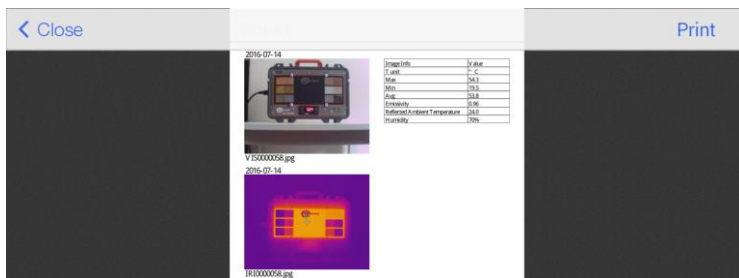 Close
Print
2016-07-14
VIS0000058.jpg
2016-07-14
IRI0000058.jpg
Image Info Value
T unit ° C
Max 54.3
Min 19.5
Avg 53.8
Emissivity 0.96
Reflected Ambient Temperature 24.0
Humidity 70%